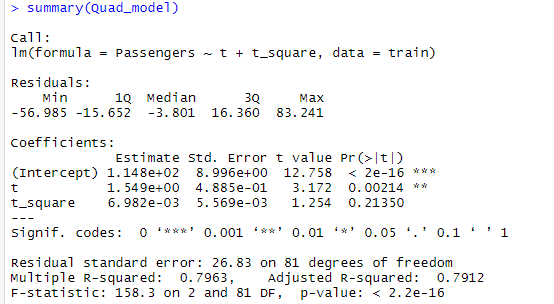 > summary(Quad_model)
Call:
lm(formula = Passengers ~ t + t_square, data = train)
Residuals:
    Min      1Q  Median      3Q     Max
-56.985 -15.652  -3.801  16.360  83.241
Coefficients:
             Estimate Std. Error t value Pr(>|t|)
(Intercept) 1.148e+02  8.996e+00  12.758  < 2e-16 ***
t           1.549e+00  4.885e-01   3.172  0.00214 **
t_square    6.982e-03  5.569e-03   1.254  0.21350
---
Signif. codes:  0 ‘***’ 0.001 ‘**’ 0.01 ‘*’ 0.05 ‘.’ 0.1 ‘ ’ 1
Residual standard error: 26.83 on 81 degrees of freedom
Multiple R-squared:  0.7963,    Adjusted R-squared:  0.7912
F-statistic: 158.3 on 2 and 81 DF,  p-value: < 2.2e-16